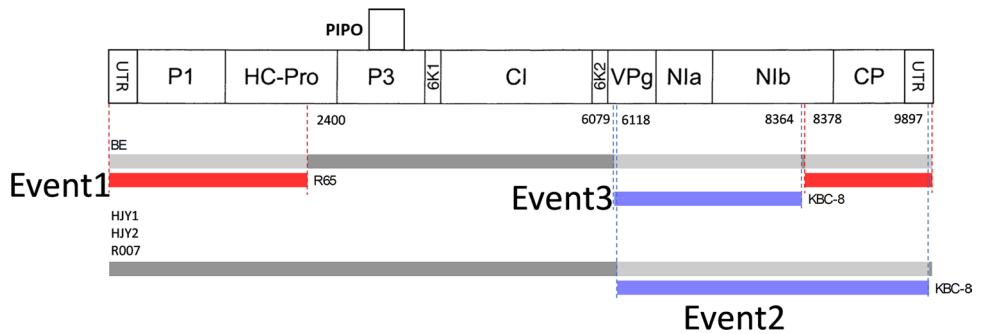 PIPO
UTR P1 HC-Pro P3 6K1 CI 6K2 VPg NIa NIb CP UTR
2400 6079 6118 8364 8378 9897
BE
Event1 R65
Event3 KBC-8
HJY1
HJY2
R007
KBC-8
Event2